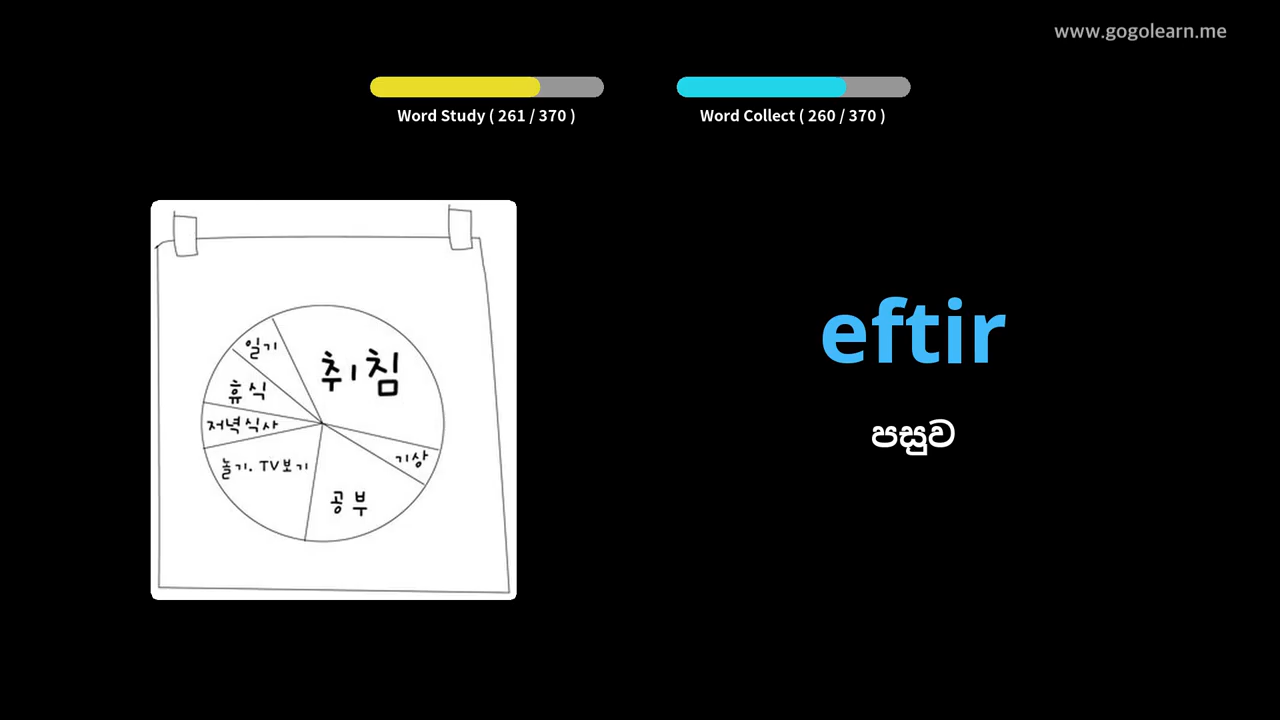 www.gogolearn.me
Word Study ( 261 / 370 )
Word Collect ( 260 / 370 )
일기
취침
휴식
저녁식사
놀기. TV보기
기상
공부
eftir
පසුව